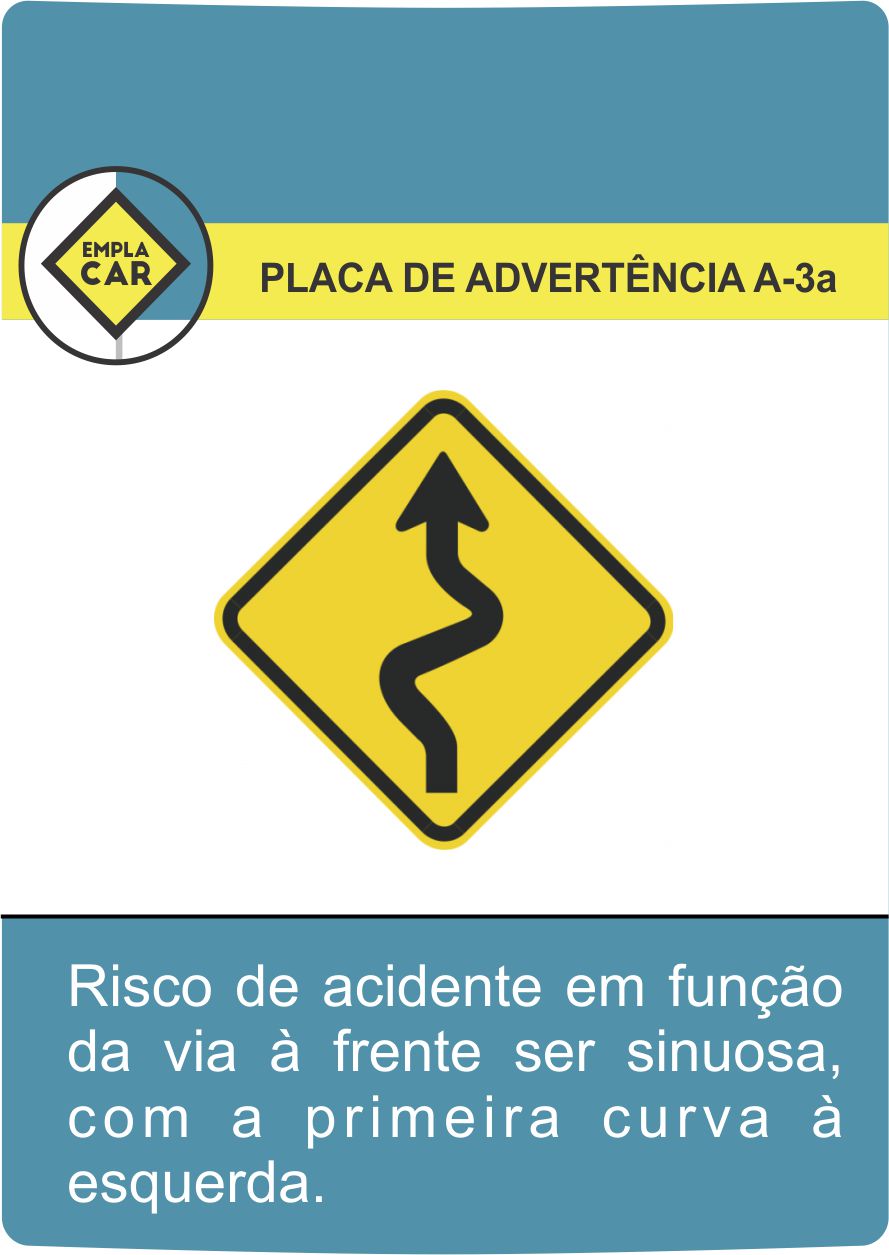 EMPLA
CAR
PLACA DE ADVERTÊNCIA A-3a
Risco de acidente em função
da via à frente ser sinuosa,
com a primeira curva à
esquerda.